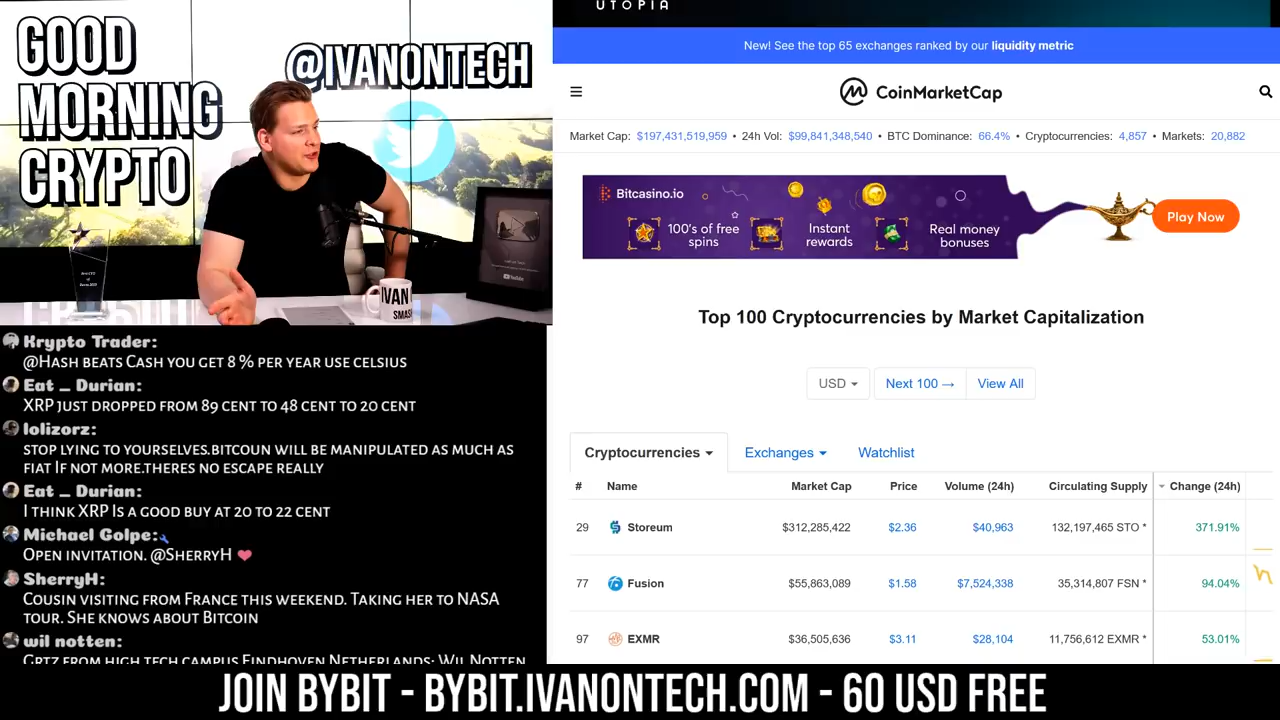 GOOD
MORNING
CRYPTO
@IVANONTECH
IVAN
SMASH
YouTube
Krypto Trader:
@Hash beats Cash you get 8 % per year use celsius
Eat _ Durian:
XRP just dropped from 89 cent to 48 cent to 20 cent
lolizorz:
stop lying to yourselves.bitcoun will be manipulated as much as
fiat If not more.theres no escape really
Eat _ Durian:
I think XRP Is a good buy at 20 to 22 cent
Michael Golpe:
Open invitation. @SherryH ❤
SherryH:
Cousin visiting from France this weekend. Taking her to NASA
tour. She knows about Bitcoin
wil notten:
Grtz from high tech campus Eindhoven Netherlands; Wil Notten
UTOPIA
New! See the top 65 exchanges ranked by our liquidity metric
CoinMarketCap
Market Cap: $197,431,519,959 • 24h Vol: $99,841,348,540 • BTC Dominance: 66.4% • Cryptocurrencies: 4,857 • Markets: 20,882
Bitcasino.io
100's of free
spins
Instant
rewards
Real money
bonuses
Play Now
Top 100 Cryptocurrencies by Market Capitalization
USD
Next 100 →
View All
Cryptocurrencies
Exchanges
Watchlist
# Name Market Cap Price Volume (24h) Circulating Supply Change (24h)
29 Storeum $312,285,422 $2.36 $40,963 132,197,465 STO * 371.91%
77 Fusion $55,863,089 $1.58 $7,524,338 35,314,807 FSN * 94.04%
97 EXMR $36,505,636 $3.11 $28,104 11,756,612 EXMR * 53.01%
JOIN BYBIT - BYBIT.IVANONTECH.COM - 60 USD FREE